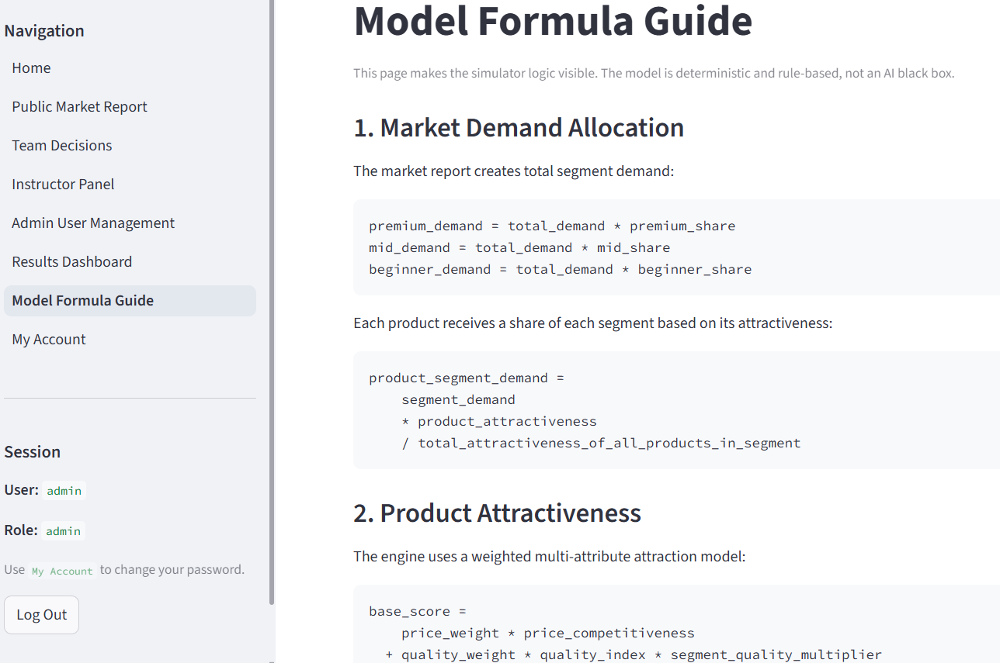 Navigation
Home
Public Market Report
Team Decisions
Instructor Panel
Admin User Management
Results Dashboard
Model Formula Guide
My Account
Session
User: admin
Role: admin
Use My Account to change your password.
Log Out
Model Formula Guide
This page makes the simulator logic visible. The model is deterministic and rule-based, not an AI black box.
1. Market Demand Allocation
The market report creates total segment demand:
premium_demand = total_demand * premium_share
mid_demand = total_demand * mid_share
beginner_demand = total_demand * beginner_share
Each product receives a share of each segment based on its attractiveness:
product_segment_demand =
    segment_demand
    * product_attractiveness
    / total_attractiveness_of_all_products_in_segment
2. Product Attractiveness
The engine uses a weighted multi-attribute attraction model:
base_score =
    price_weight * price_competitiveness
  + quality_weight * quality_index * segment_quality_multiplier